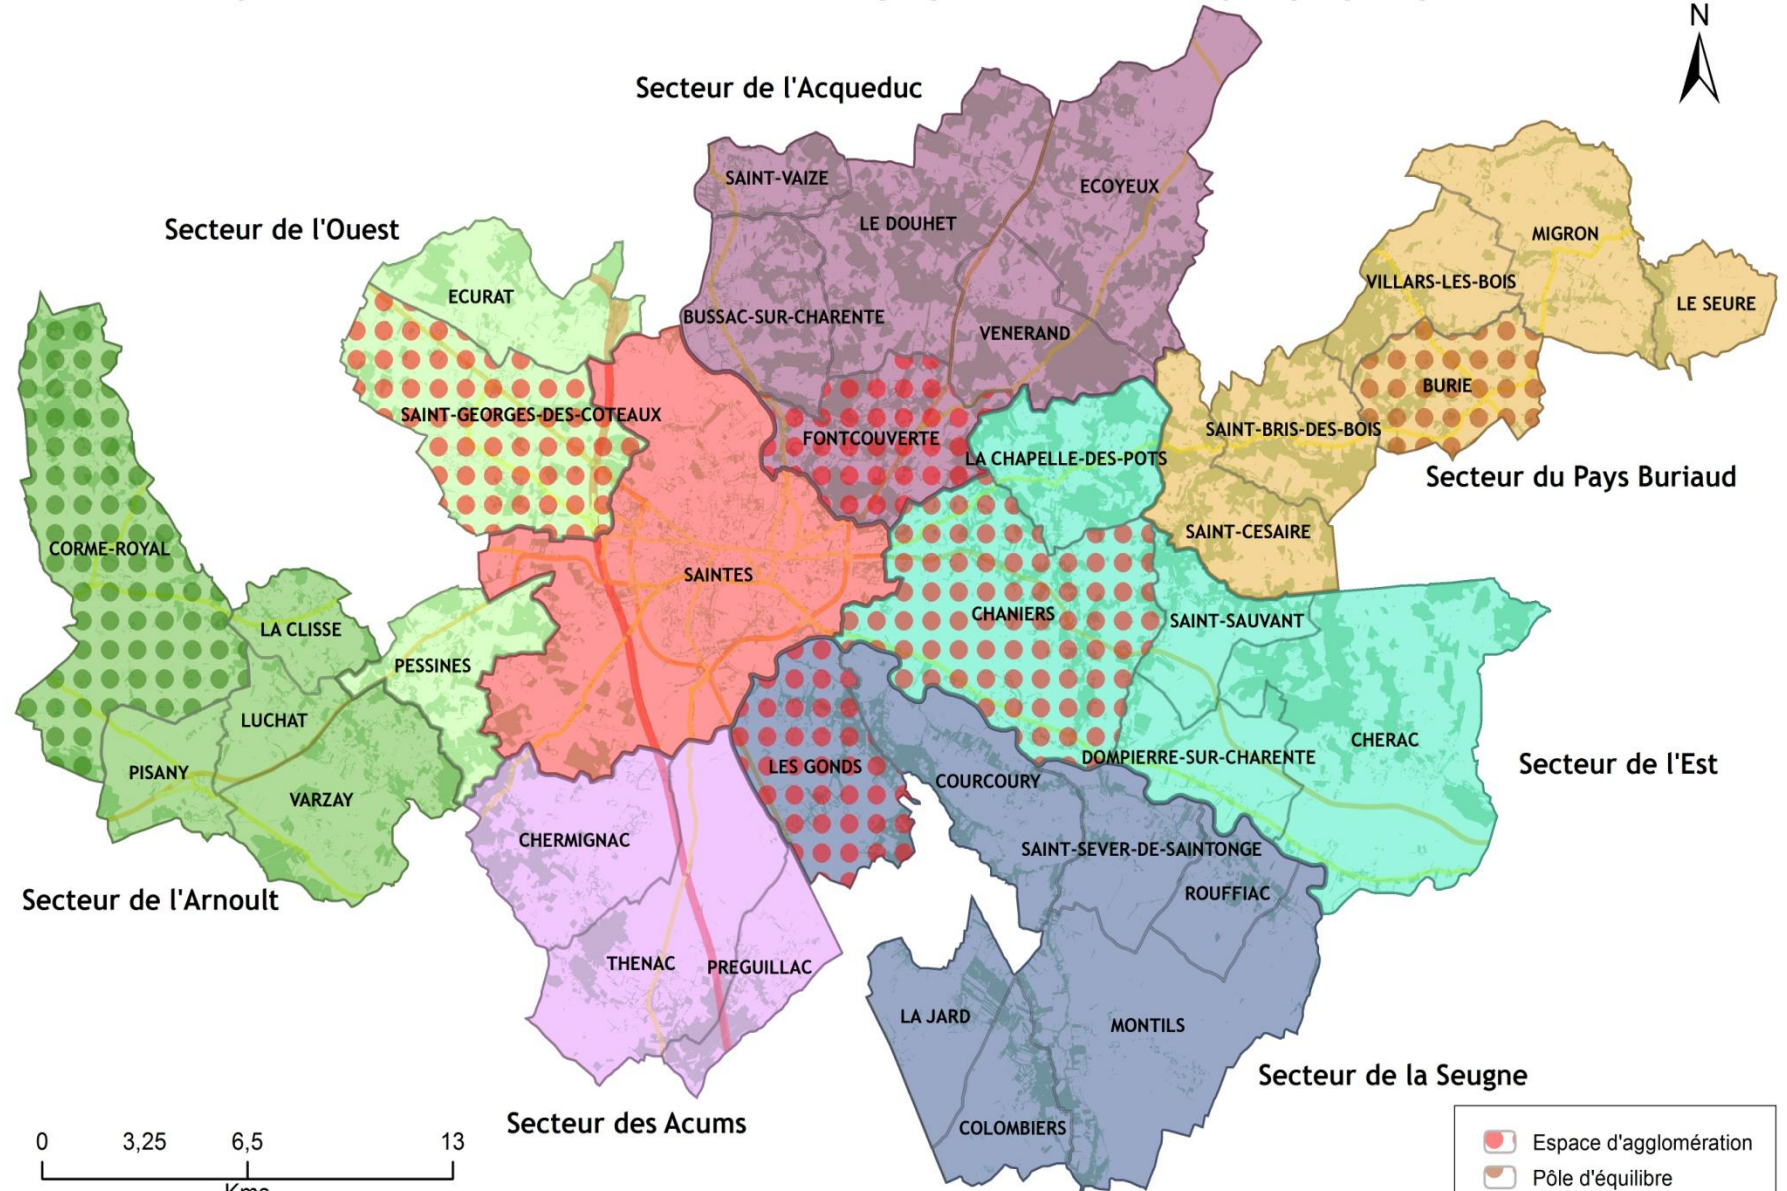 N
Secteur de l'Acqueduc
SAINT-VAIZE
ECOYEUX
LE DOUHET
Secteur de l'Ouest
MIGRON
VILLARS-LES-BOIS
ECURAT
LE SEURE
BUSSAC-SUR-CHARENTE
VENERAND
BURIE
SAINT-GEORGES-DES-COTEAUX
SAINT-BRIS-DES-BOIS
FONTCOUVERTE
LA CHAPELLE-DES-POTS
Secteur du Pays Buriaud
SAINT-CESAIRE
CORME-ROYAL
SAINTES
CHANIERS
SAINT-SAUVANT
LA CLISSE
PESSINES
LUCHAT
CHERAC
DOMPIERRE-SUR-CHARENTE
Secteur de l'Est
LES GONDS
PISANY
COURCOURY
VARZAY
CHERMIGNAC
SAINT-SEVER-DE-SAINTONGE
ROUFFIAC
Secteur de l'Arnoult
THENAC
PREGUILLAC
LA JARD
MONTILS
Secteur de la Seugne
Secteur des Acums
COLOMBIERS
0 3,25 6,5 13
Espace d'agglomération
Pôle d'équilibre